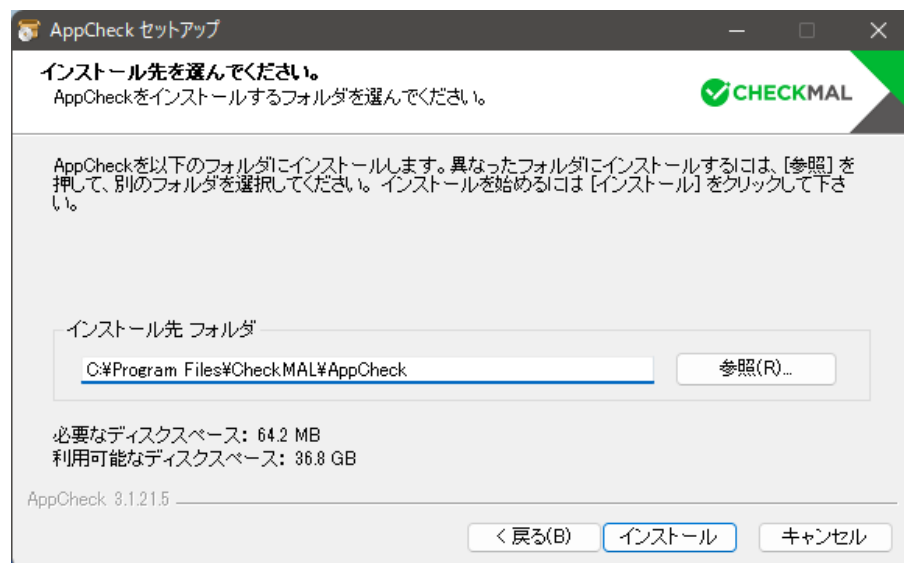 AppCheck セットアップ
インストール先を選んでください。
AppCheckをインストールするフォルダを選んでください。
CHECKMAL
AppCheckを以下のフォルダにインストールします。異なったフォルダにインストールするには、[参照] を
押して、別のフォルダを選択してください。 インストールを始めるには [インストール] をクリックして下さ
い。
インストール先 フォルダ
C:¥Program Files¥CheckMAL¥AppCheck
参照(R)...
必要なディスクスペース: 64.2 MB
利用可能なディスクスペース: 36.8 GB
AppCheck 3.1.21.5
< 戻る(B)
インストール
キャンセル